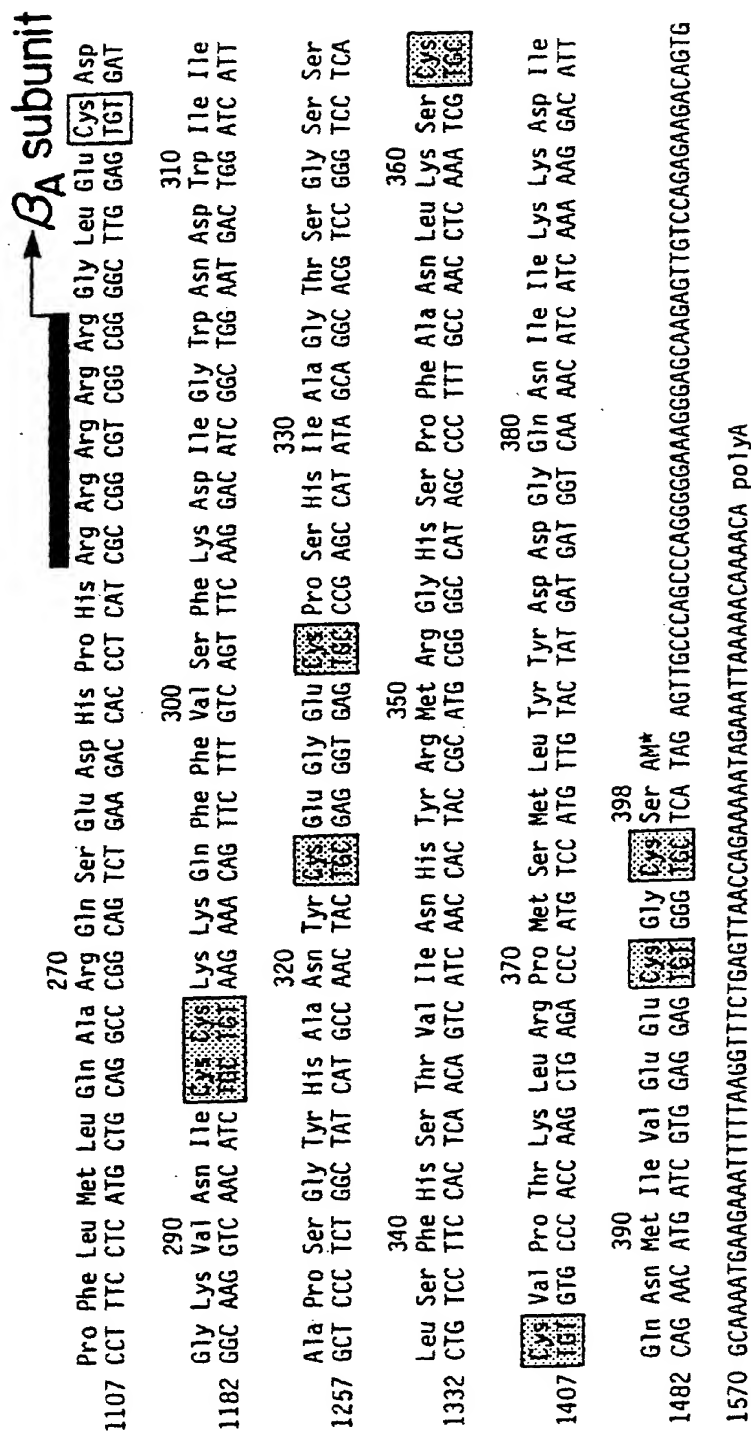 βA subunit
270
Pro Phe Leu Met Leu Gln Ala Arg Gln Ser Glu Asp His Pro His Arg Arg Arg Arg Arg Gly Leu Glu Cys Asp
1107 CCT TTC CTC ATG CTG CAG GCC CGG CAG TCT GAA GAC CAC CCT CAT CGC CGG CGT CGG CGG GGC TTG GAG TGT GAT
290 300 310
Gly Lys Val Asn Ile Cys Cys Lys Lys Gln Phe Phe Val Ser Phe Lys Asp Ile Gly Trp Asn Asp Trp Ile Ile
1182 GGC AAG GTC AAC ATC TGC TGT AAG AAA CAG TTC TTT GTC AGT TTC AAG GAC ATC GGC TGG AAT GAC TGG ATC ATT
320 330
Ala Pro Ser Gly Tyr His Ala Asn Tyr Cys Glu Gly Glu Cys Pro Ser His Ile Ala Gly Thr Ser Gly Ser Ser
1257 GCT CCC TCT GGC TAT CAT GCC AAC TAC TGC GAG GGT GAG TGC CCG AGC CAT ATA GCA GGC ACG TCC GGG TCC TCA
340 350 360
Leu Ser Phe His Ser Thr Val Ile Asn His Tyr Arg Met Arg Gly His Ser Pro Phe Ala Asn Leu Lys Ser Cys
1332 CTG TCC TTC CAC TCA ACA GTC ATC AAC CAC TAC CGC ATG CGG GGC CAT AGC CCC TTT GCC AAC CTC AAA TCG TGC
370 380
Cys Val Pro Thr Lys Leu Arg Pro Met Ser Met Leu Tyr Tyr Asp Asp Gly Gln Asn Ile Ile Lys Lys Asp Ile
1407 TGT GTG CCC ACC AAG CTG AGA CCC ATG TCC ATG TTG TAC TAT GAT GAT GGT CAA AAC ATC ATC AAA AAG GAC ATT
390 398
Gln Asn Met Ile Val Glu Glu Cys Gly Cys Ser AM*
1482 CAG AAC ATG ATC GTG GAG GAG TGT GGG TGC TCA TAG AGTTGCCCAGCCCAGGGGGAAAGGGAGCAAGAGTTGTCCAGAGAAGACAGTG
1570 GCAAAATGAAGAAATTTTTAAGGTTTCTGAGTTAACCAGAAAAATAGAAATTAAAAACAAAACA polyA